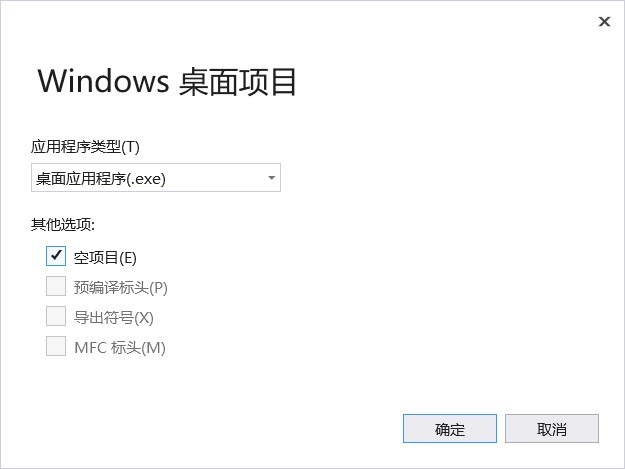 Windows 桌面项目
应用程序类型(T)
桌面应用程序(.exe)
其他选项:
空项目(E)
预编译标头(P)
导出符号(X)
MFC 标头(M)
确定
取消